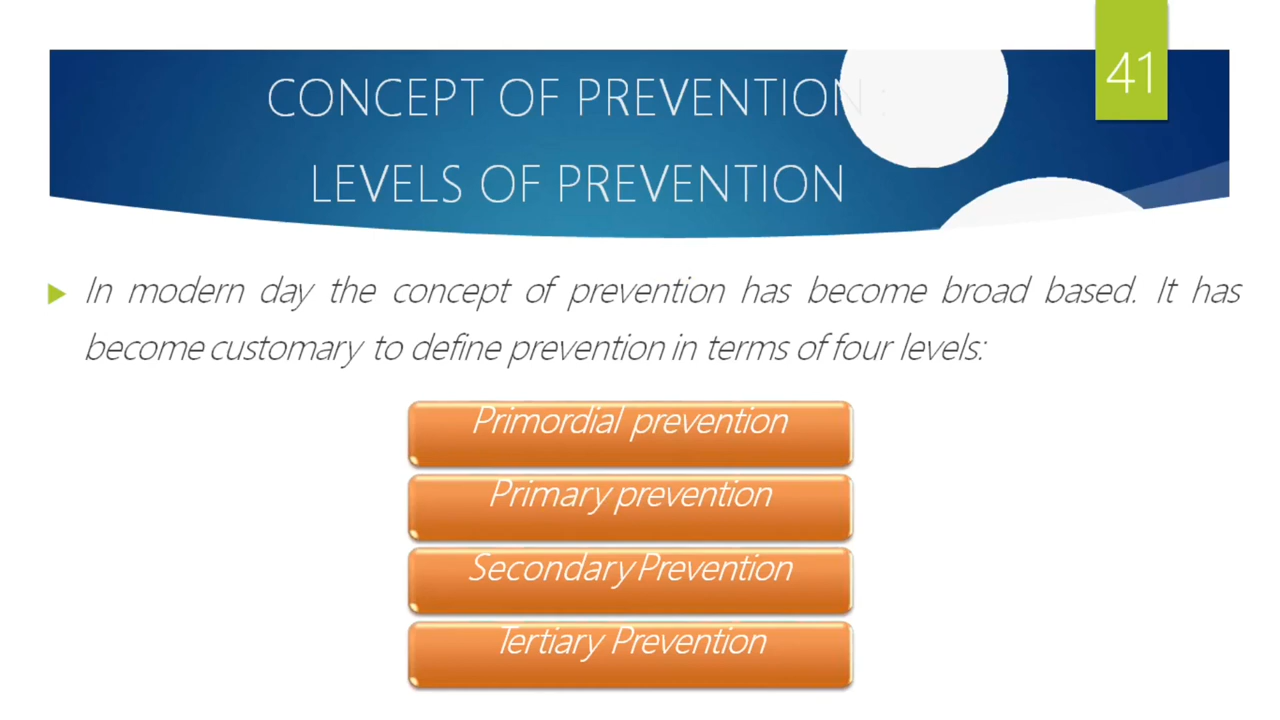 41
CONCEPT OF PREVENTION :
LEVELS OF PREVENTION
In modern day the concept of prevention has become broad based. It has
become customary to define prevention in terms of four levels:
Primordial prevention
Primary prevention
Secondary Prevention
Tertiary Prevention